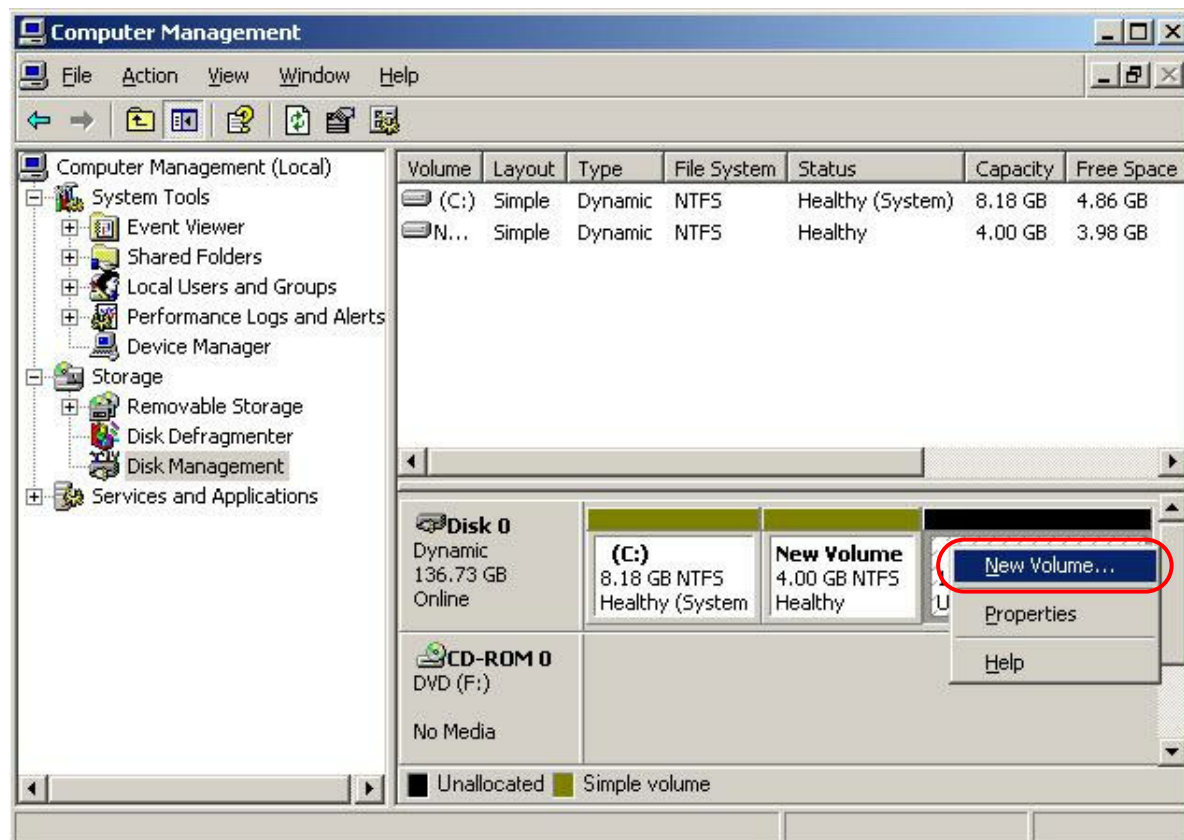 Computer Management
File Action View Window Help
Computer Management (Local)
System Tools
Event Viewer
Shared Folders
Local Users and Groups
Performance Logs and Alerts
Device Manager
Storage
Removable Storage
Disk Defragmenter
Disk Management
Services and Applications
Volume Layout Type File System Status Capacity Free Space
(C:) Simple Dynamic NTFS Healthy (System) 8.18 GB 4.86 GB
N... Simple Dynamic NTFS Healthy 4.00 GB 3.98 GB
Disk 0
Dynamic
136.73 GB
Online
(C:)
8.18 GB NTFS
Healthy (System
New Volume
4.00 GB NTFS
Healthy
New Volume...
Properties
Help
CD-ROM 0
DVD (F:)
No Media
Unallocated Simple volume